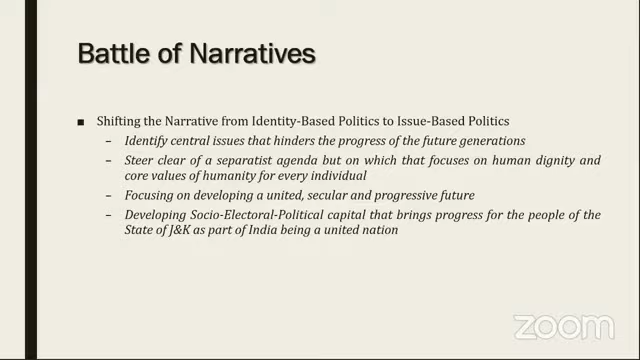 Battle of Narratives
■ Shifting the Narrative from Identity-Based Politics to Issue-Based Politics
– Identify central issues that hinders the progress of the future generations
– Steer clear of a separatist agenda but on which that focuses on human dignity and
core values of humanity for every individual
– Focusing on developing a united, secular and progressive future
– Developing Socio-Electoral-Political capital that brings progress for the people of the
State of J&K as part of India being a united nation
zoom